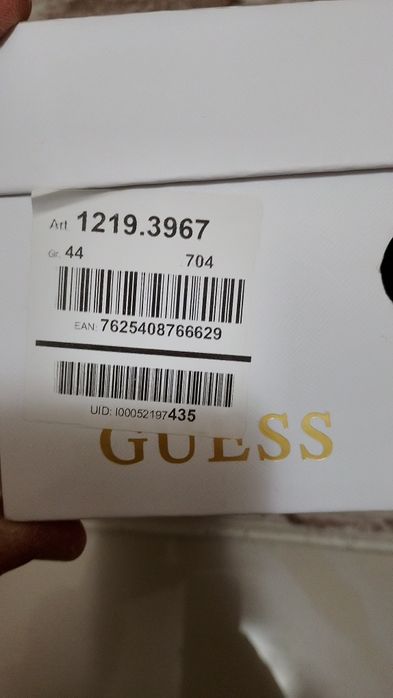 Art 1219.3967
Gr. 44 704
EAN: 7625408766629
UID: I00052197435
GUESS